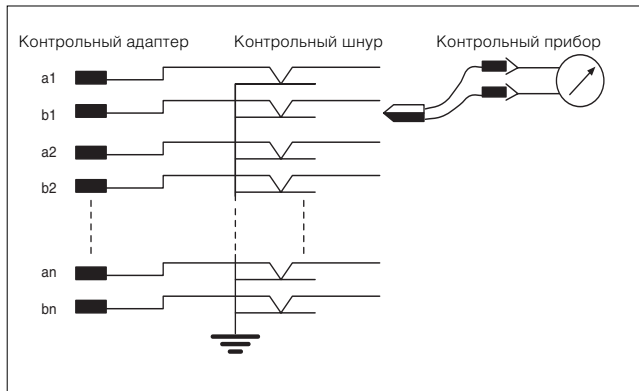 Контрольный адаптер Контрольный шнур Контрольный прибор
a1
b1
a2
b2
an
bn